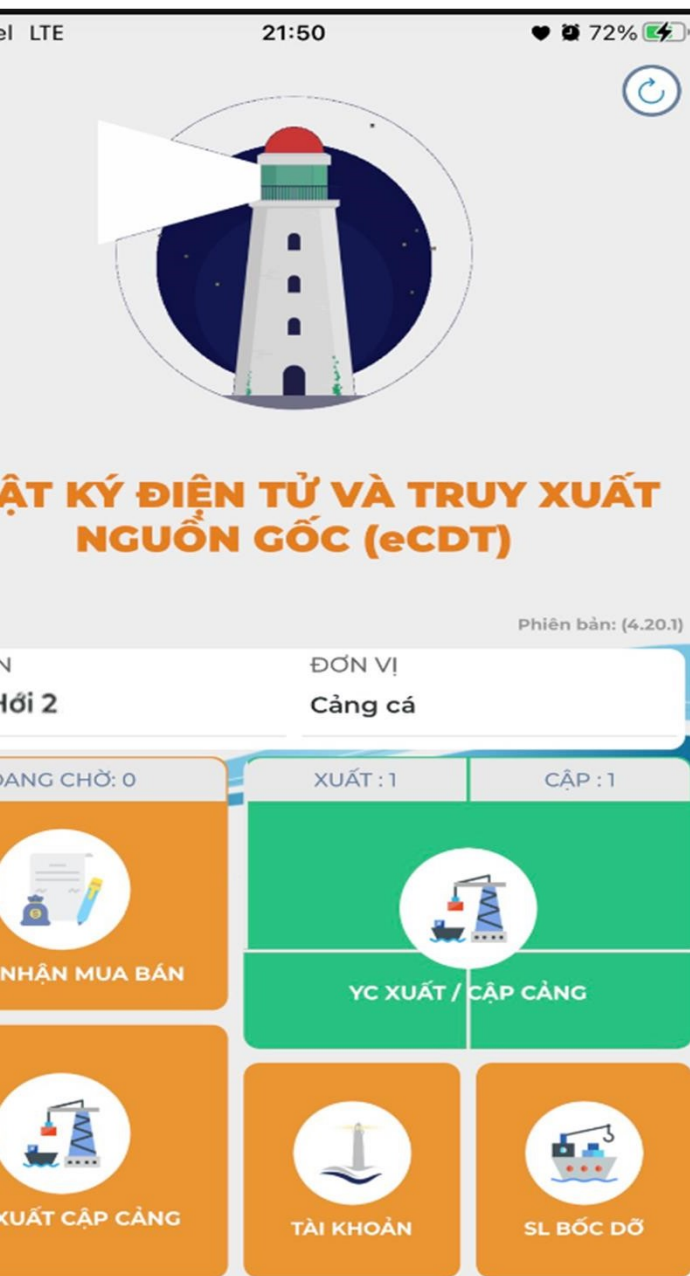 el LTE 21:50 72%
ẬT KÝ ĐIỆN TỬ VÀ TRUY XUẤT
NGUỒN GỐC (eCDT)
Phiên bản: (4.20.1)
N ĐƠN VỊ
Hới 2 Cảng cá
ĐANG CHỜ: 0 XUẤT : 1 CẬP : 1
NHẬN MUA BÁN
YC XUẤT / CẬP CẢNG
XUẤT CẬP CẢNG
TÀI KHOẢN
SL BỐC DỠ